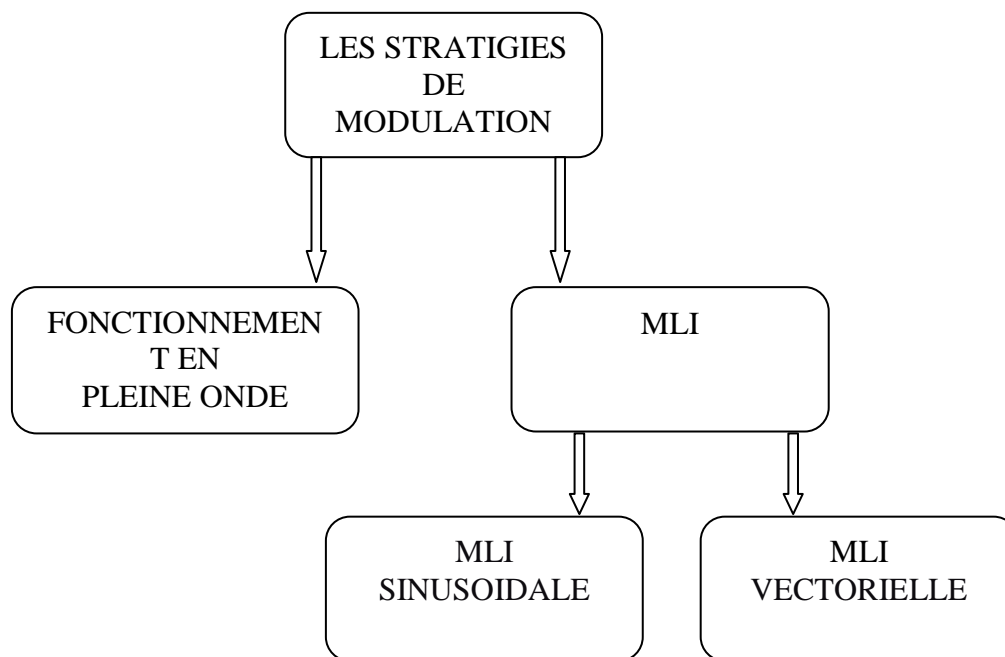 LES STRATIGIES
DE
MODULATION
FONCTIONNEMEN
T EN
PLEINE ONDE
MLI
MLI
SINUSOIDALE
MLI
VECTORIELLE